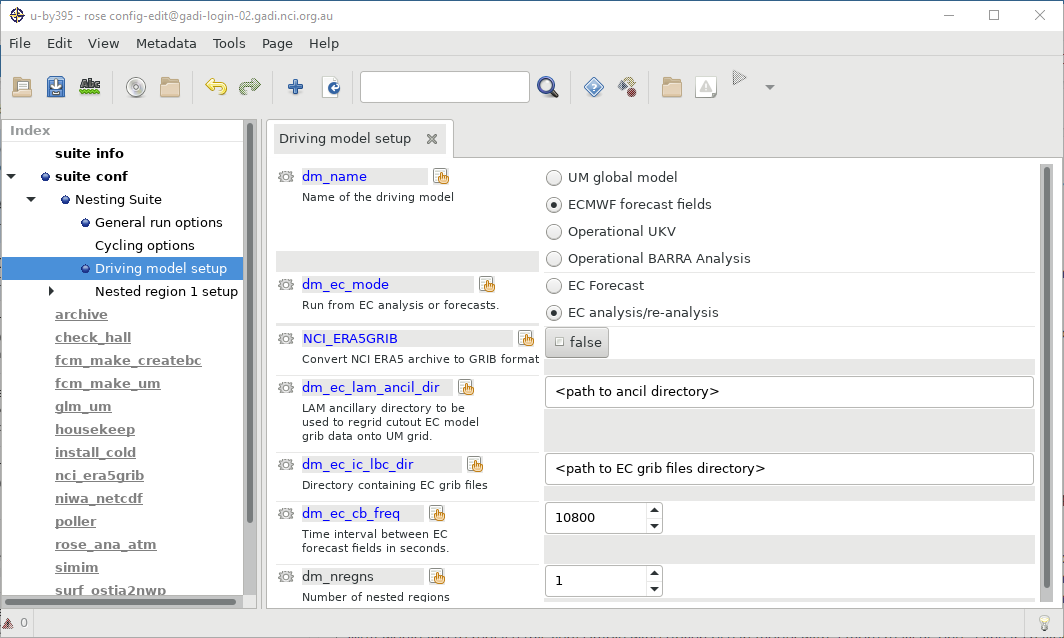 u-by395 - rose config-edit@gadi-login-02.gadi.nci.org.au
File Edit View Metadata Tools Page Help
Abc
Index
suite info
suite conf
Nesting Suite
General run options
Cycling options
Driving model setup
Nested region 1 setup
archive
check_hall
fcm_make_createbc
fcm_make_um
glm_um
housekeep
install_cold
nci_era5grib
niwa_netcdf
poller
rose_ana_atm
simim
surf_ostia2nwp
Driving model setup
dm_name
Name of the driving model
UM global model
ECMWF forecast fields
Operational UKV
Operational BARRA Analysis
dm_ec_mode
Run from EC analysis or forecasts.
EC Forecast
EC analysis/re-analysis
NCI_ERA5GRIB
Convert NCI ERA5 archive to GRIB format
false
dm_ec_lam_ancil_dir
LAM ancillary directory to be
used to regrid cutout EC model
grib data onto UM grid.
<path to ancil directory>
dm_ec_ic_lbc_dir
Directory containing EC grib files
<path to EC grib files directory>
dm_ec_cb_freq
Time interval between EC
forecast fields in seconds.
10800
dm_nregns
Number of nested regions
1
0